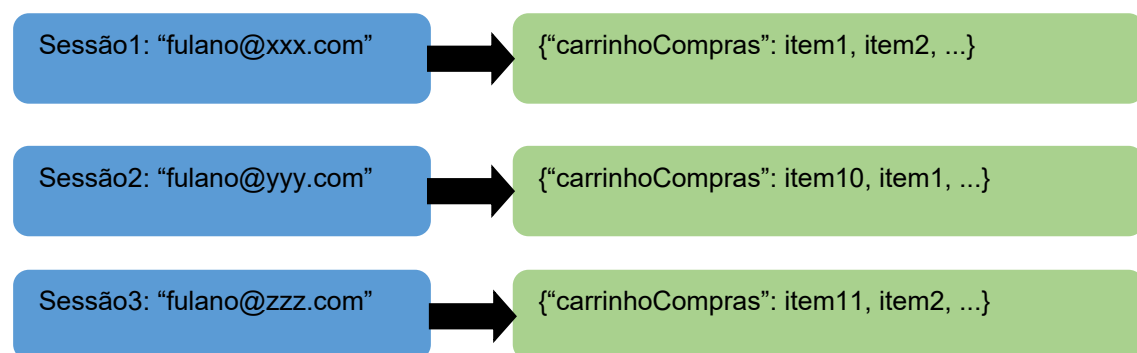 Sessão1: “fulano@xxx.com”
{“carrinhoCompras”: item1, item2, ...}
Sessão2: “fulano@yyy.com”
{“carrinhoCompras”: item10, item1, ...}
Sessão3: “fulano@zzz.com”
{“carrinhoCompras”: item11, item2, ...}